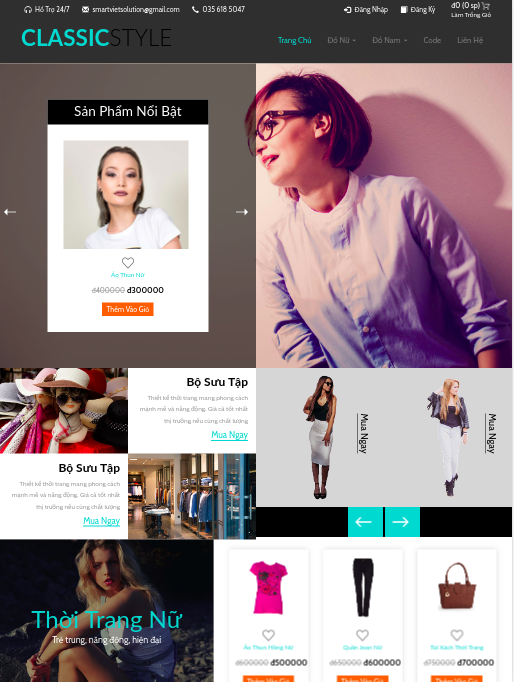 Hỗ Trợ 24/7 smartvietsolution@gmail.com 035 618 5047 Đăng Nhập Đăng Ký đ0 (0 sp)
Làm Trống Giỏ
CLASSICSTYLE
Trang Chủ Đồ Nữ Đồ Nam Code Liên Hệ
Sản Phẩm Nổi Bật
Áo Thun Nữ
đ400000 đ300000
Thêm Vào Giỏ
Bộ Sưu Tập
Thiết kế thời trang mang phong cách
mạnh mẽ và năng động. Giá cả tốt nhất
thị trường nếu cùng chất lượng
Mua Ngay
Mua Ngay
Mua Ngay
Bộ Sưu Tập
Thiết kế thời trang mang phong cách
mạnh mẽ và năng động. Giá cả tốt nhất
thị trường nếu cùng chất lượng
Mua Ngay
Thời Trang Nữ
Trẻ trung, năng động, hiện đại
Áo Thun Hồng Nữ
đ600000 đ500000
Thêm Vào Giỏ
Quần Jean Nữ
đ650000 đ600000
Thêm Vào Giỏ
Túi Xách Thời Trang
đ750000 đ700000
Thêm Vào Giỏ